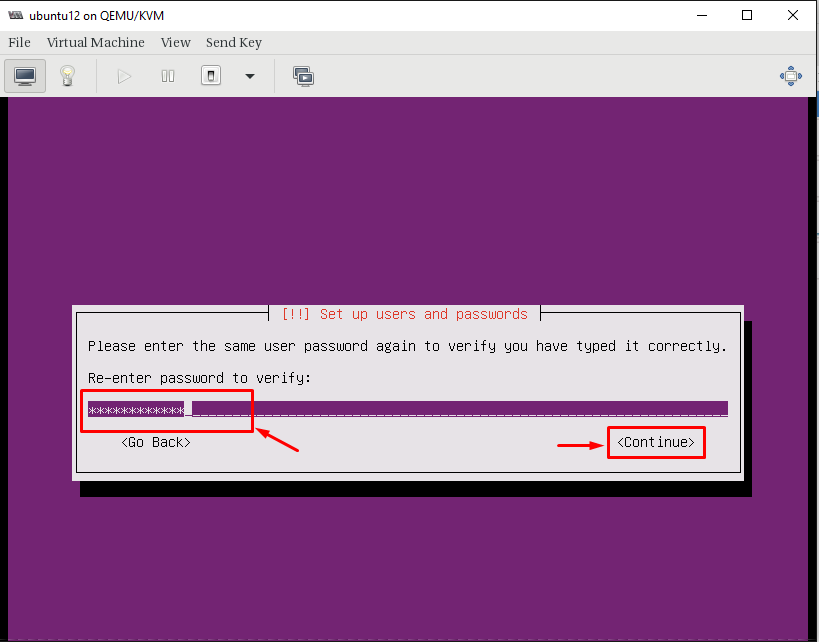 ubuntu12 on QEMU/KVM
File Virtual Machine View Send Key
[!!] Set up users and passwords
Please enter the same user password again to verify you have typed it correctly.
Re-enter password to verify:
************
<Go Back> <Continue>